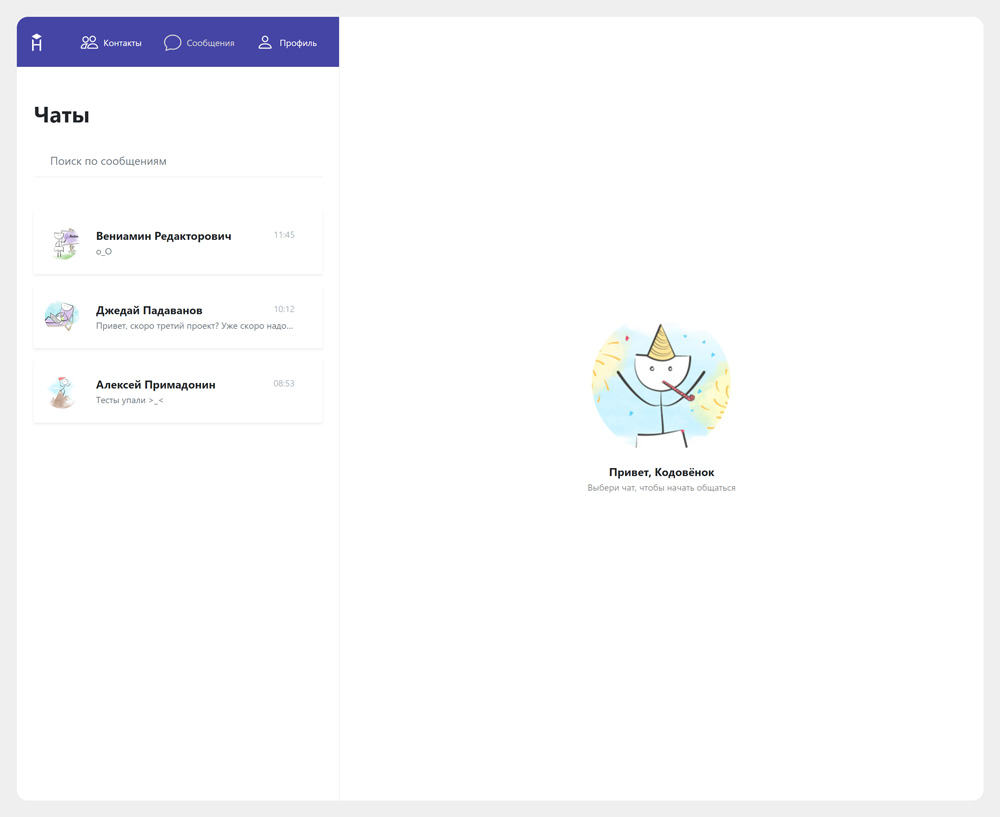 Контакты
Сообщения
Профиль
Чаты
Поиск по сообщениям
Вениамин Редакторович
11:45
o_O
Джедай Падаванов
10:12
Привет, скоро третий проект? Уже скоро надо...
Алексей Примадонин
08:53
Тесты упали >_<
Привет, Кодовёнок
Выбери чат, чтобы начать общаться